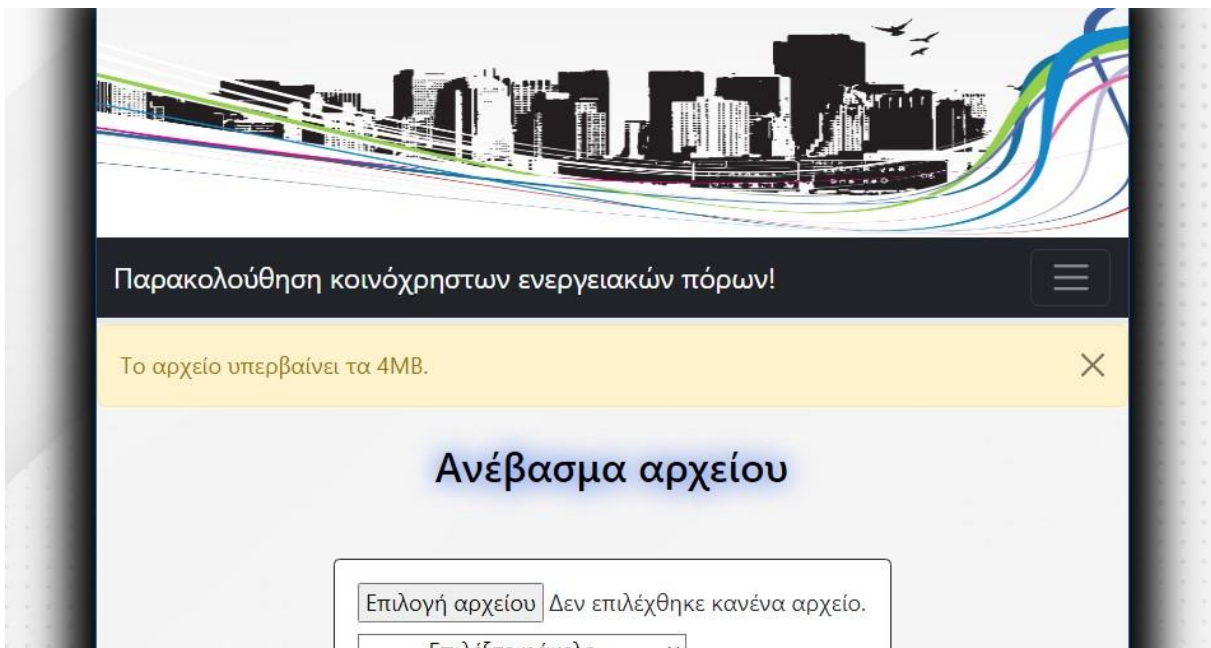 Παρακολούθηση κοινόχρηστων ενεργειακών πόρων!
Το αρχείο υπερβαίνει τα 4MB.
Ανέβασμα αρχείου
Επιλογή αρχείου Δεν επιλέχθηκε κανένα αρχείο.